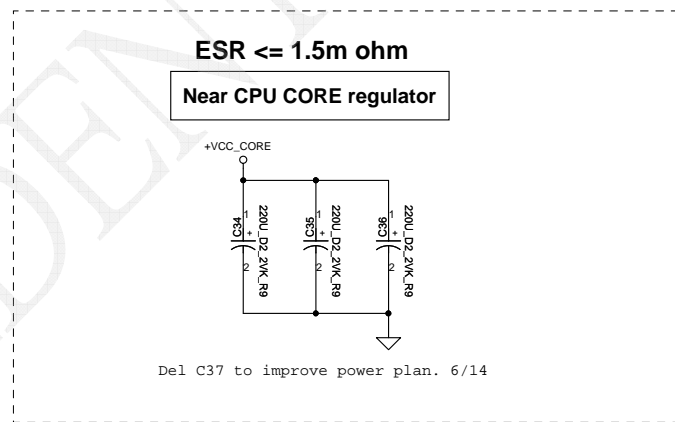 ESR <= 1.5m ohm
Near CPU CORE regulator
+VCC_CORE
C34
1
+
2
220U_D2_2VK_R9
C35
1
+
2
220U_D2_2VK_R9
C36
1
+
2
220U_D2_2VK_R9
Del C37 to improve power plan. 6/14